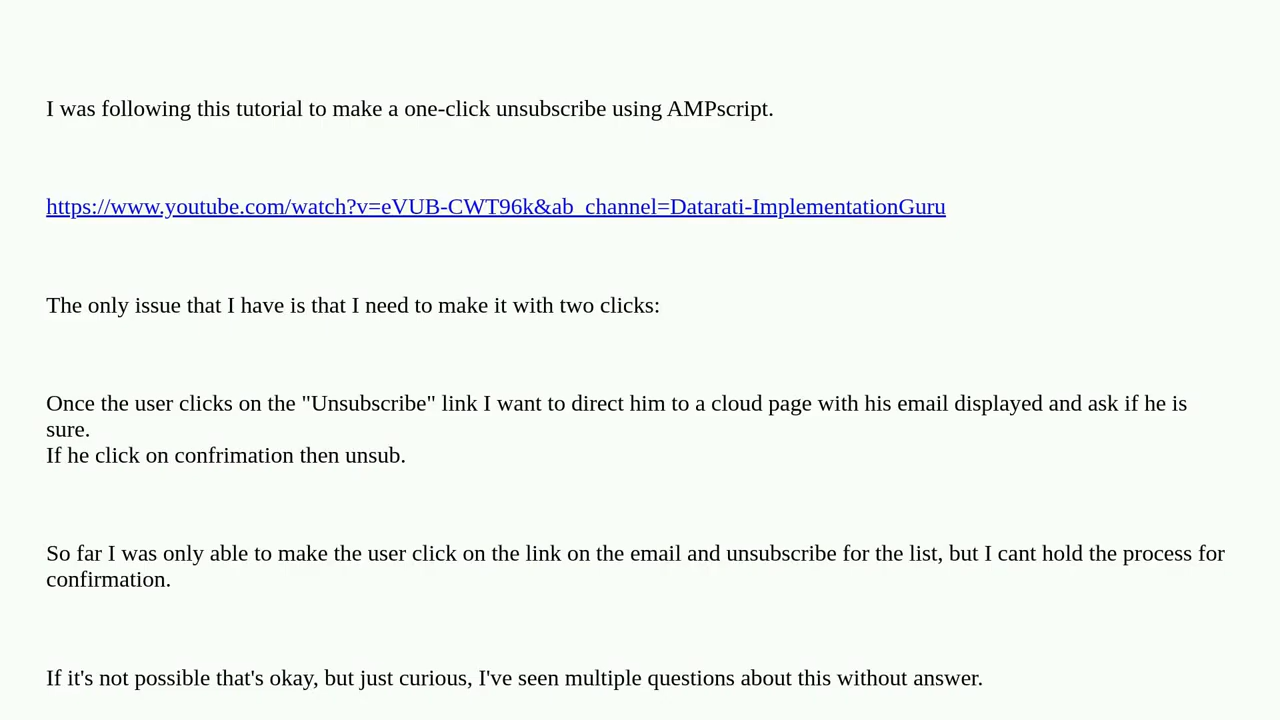 I was following this tutorial to make a one-click unsubscribe using AMPscript.
https://www.youtube.com/watch?v=eVUB-CWT96k&ab_channel=Datarati-ImplementationGuru
The only issue that I have is that I need to make it with two clicks:
Once the user clicks on the "Unsubscribe" link I want to direct him to a cloud page with his email displayed and ask if he is
sure.
If he click on confrimation then unsub.
So far I was only able to make the user click on the link on the email and unsubscribe for the list, but I cant hold the process for
confirmation.
If it's not possible that's okay, but just curious, I've seen multiple questions about this without answer.